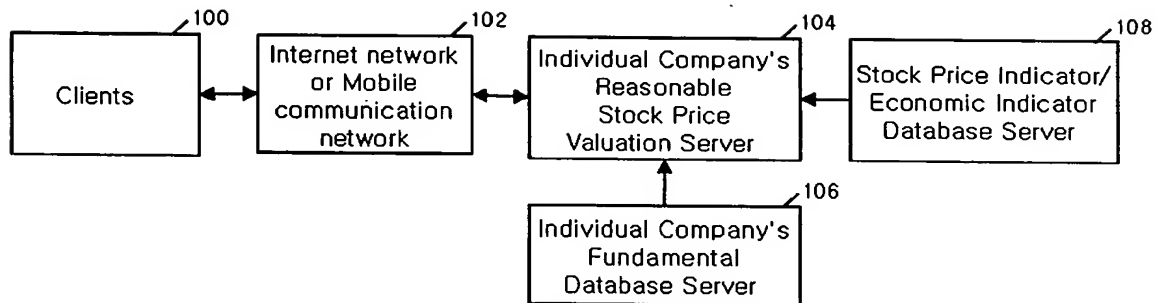 100
Clients
102
Internet network
or Mobile
communication
network
104
Individual Company's
Reasonable
Stock Price
Valuation Server
108
Stock Price Indicator/
Economic Indicator
Database Server
106
Individual Company's
Fundamental
Database Server